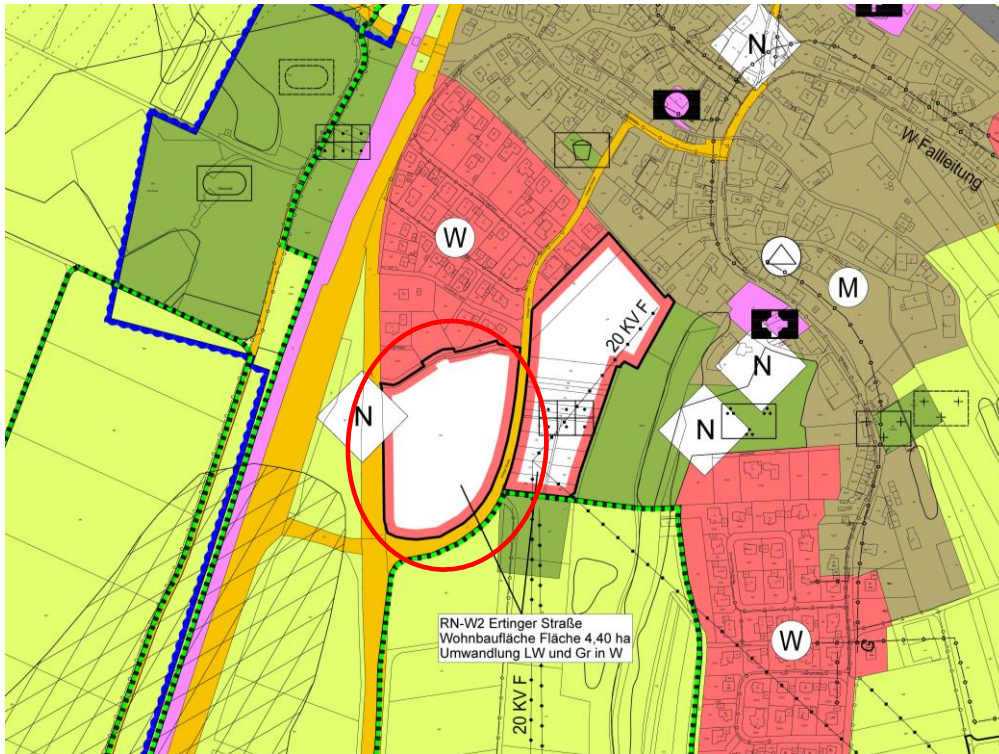 N
W Fallleitung
W
M
20 KV F
N
N
N
RN-W2 Ertinger Straße
Wohnbaufläche Fläche 4,40 ha
Umwandlung LW und Gr in W
W
G
20 KV F